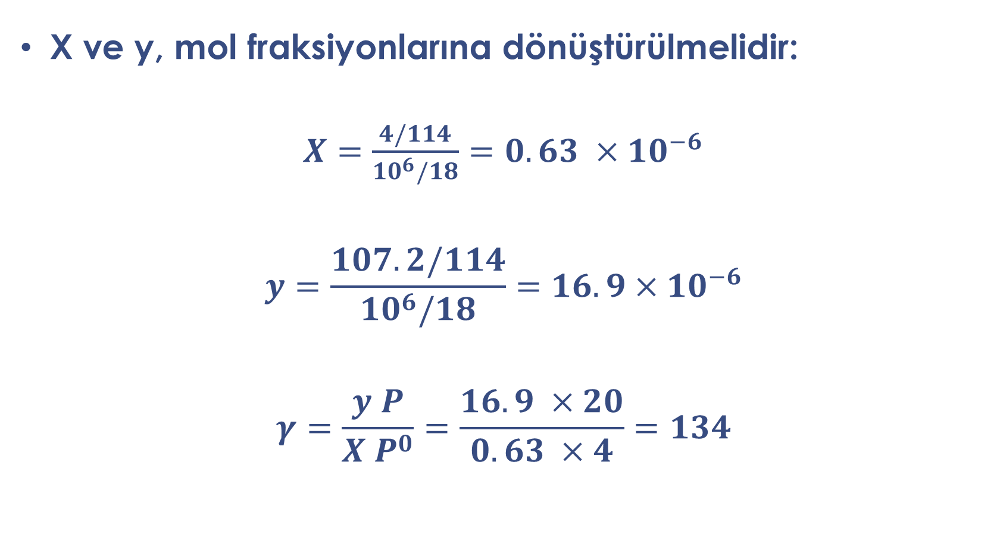 • X ve y, mol fraksiyonlarına dönüştürülmelidir:
X = (4/114)/(10⁶/18) = 0.63 × 10⁻⁶
y = (107.2/114)/(10⁶/18) = 16.9 × 10⁻⁶
γ = (y P)/(X P⁰) = (16.9 × 20)/(0.63 × 4) = 134